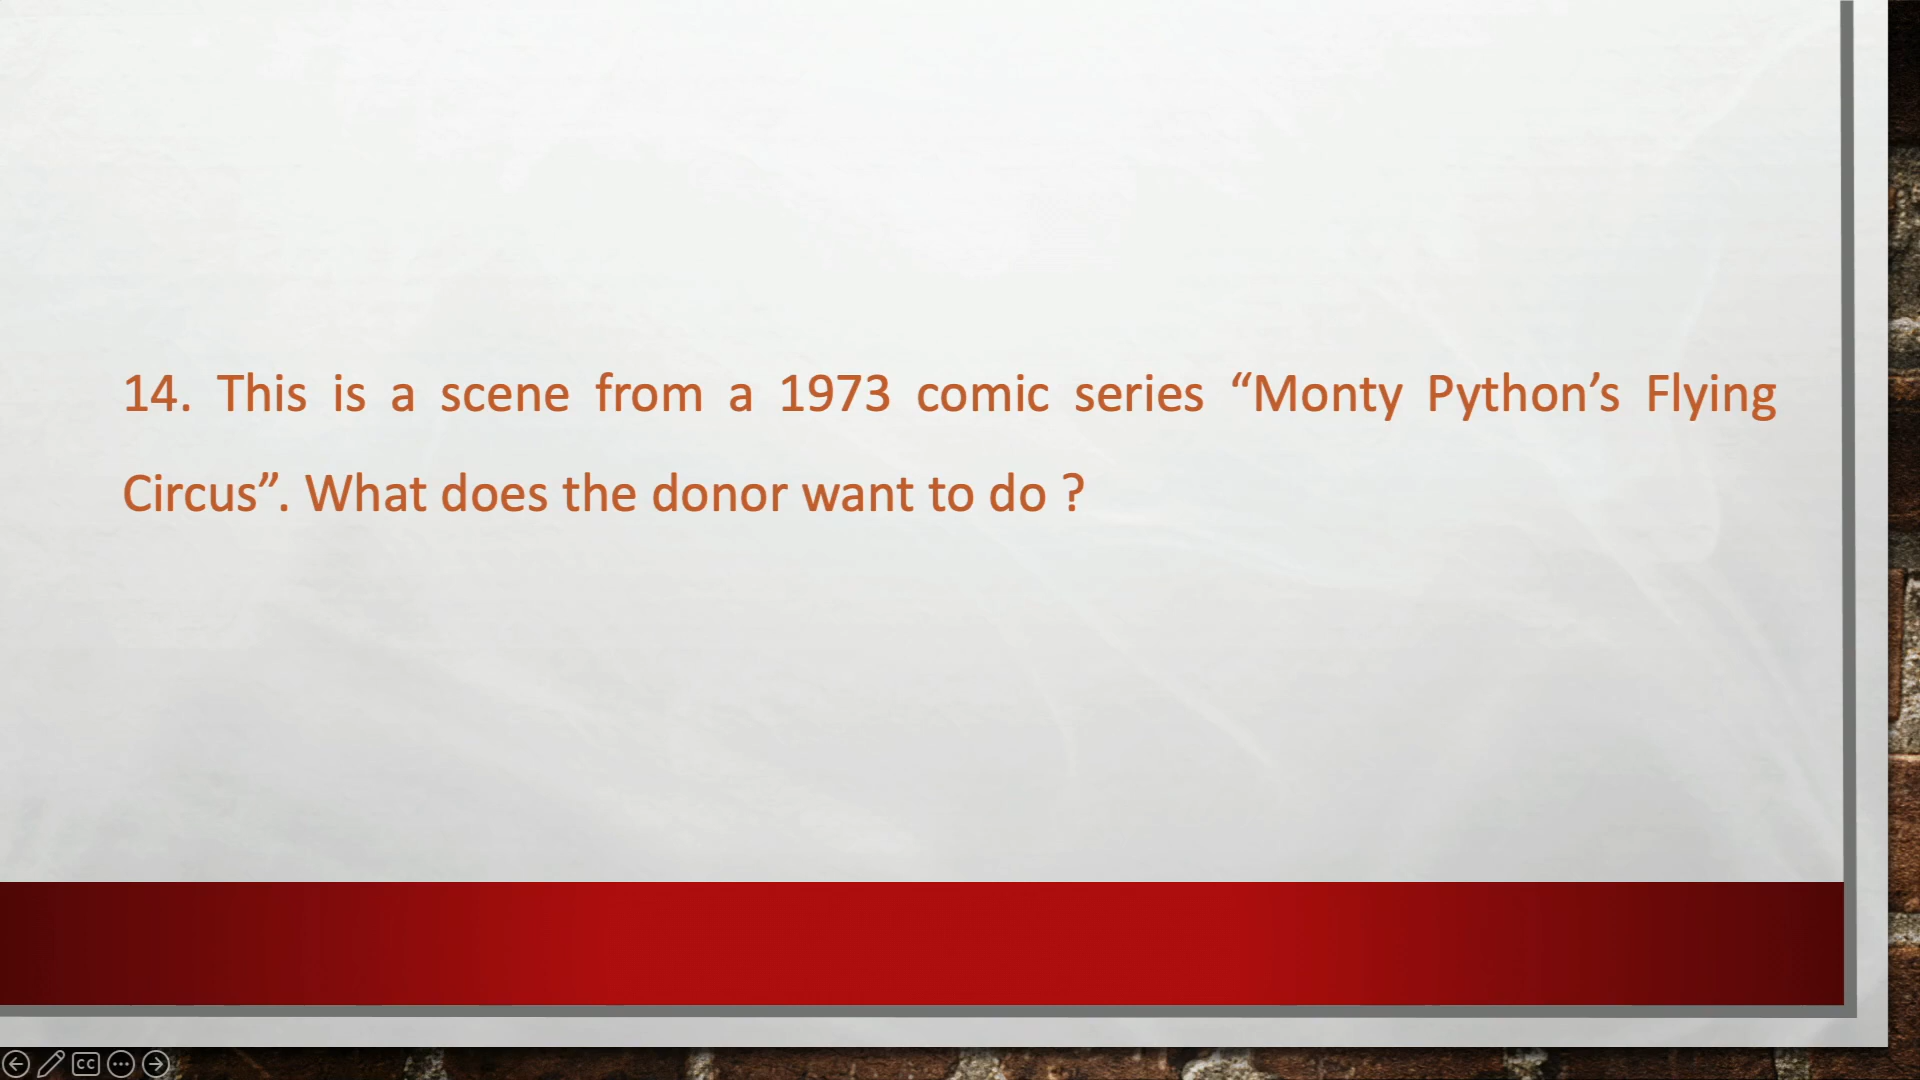 14. This is a scene from a 1973 comic series “Monty Python’s Flying
Circus”. What does the donor want to do ?
CC